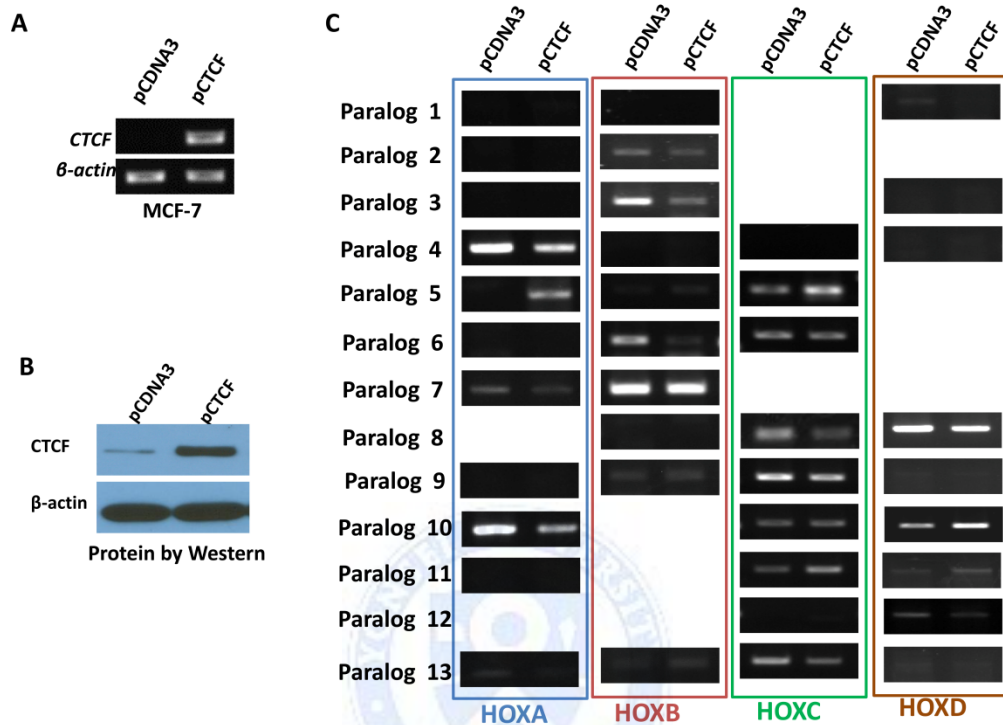 A
pCDNA3 pCTCF
CTCF
β-actin
MCF-7
B
pCDNA3 pCTCF
CTCF
β-actin
Protein by Western
C
pCDNA3 pCTCF pCDNA3 pCTCF pCDNA3 pCTCF pCDNA3 pCTCF
Paralog 1
Paralog 2
Paralog 3
Paralog 4
Paralog 5
Paralog 6
Paralog 7
Paralog 8
Paralog 9
Paralog 10
Paralog 11
Paralog 12
Paralog 13
HOXA HOXB HOXC HOXD